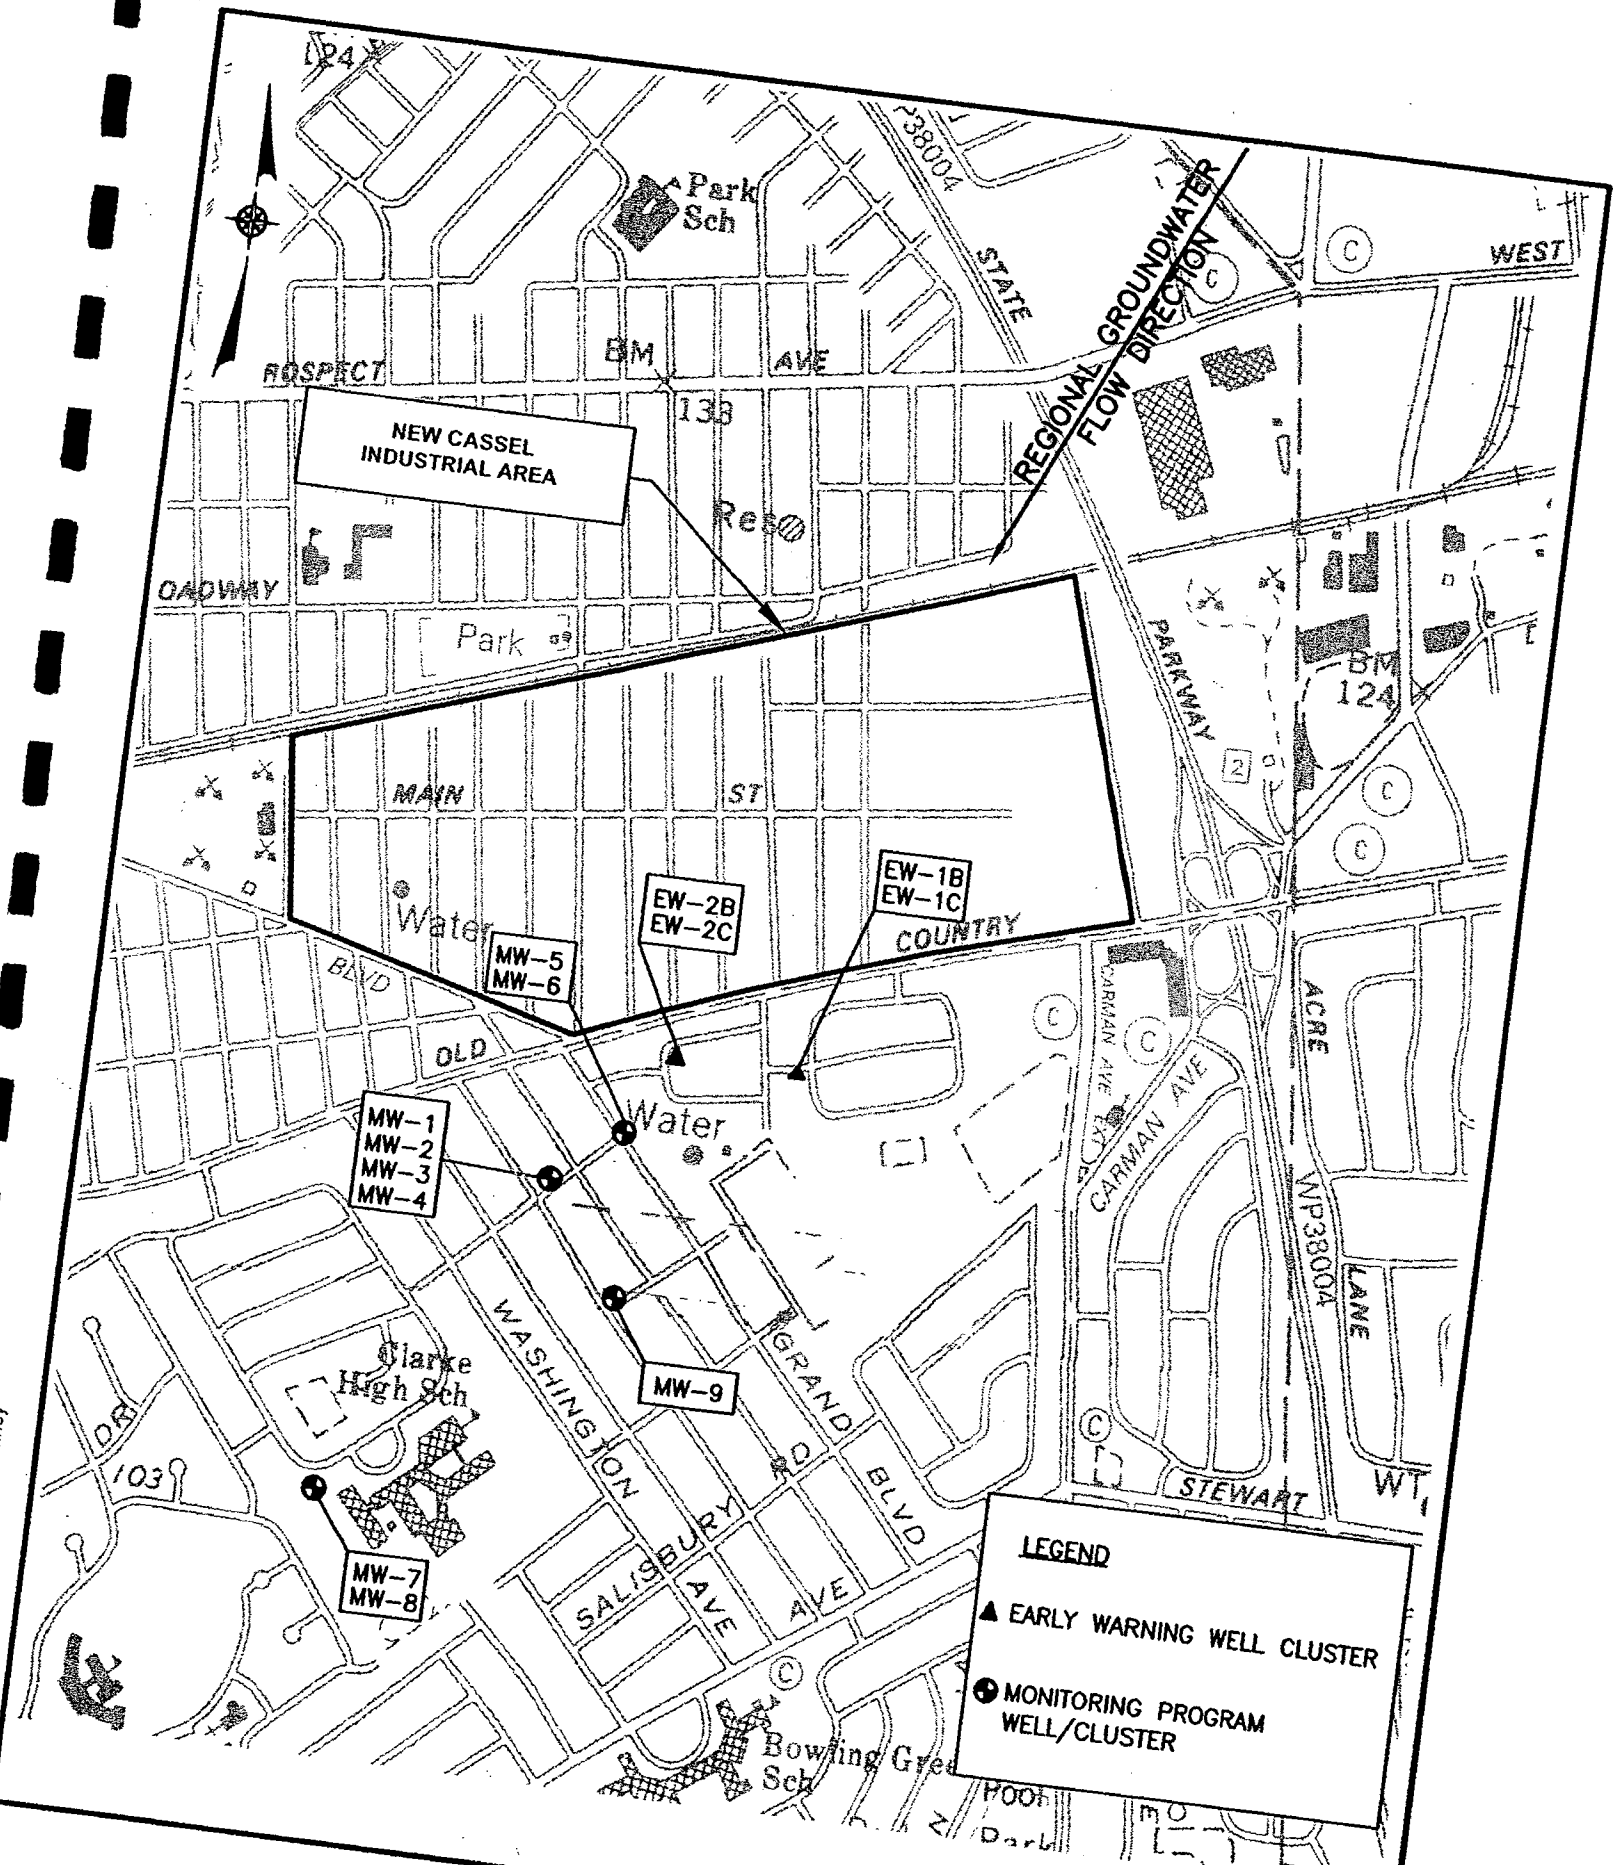 124
Park
Sch
P38004
STATE
REGIONAL GROUNDWATER
FLOW DIRECTION
C
C
WEST
ROSPECT
BM
AVE
133
NEW CASSEL
INDUSTRIAL AREA
Res
OADWAY
Park
PARKWAY
BM
124
2
MAIN
ST
C
C
Water
BLVD
EW-2B
EW-2C
EW-1B
EW-1C
COUNTRY
MW-5
MW-6
OLD
CARMAN AVE
C
C
ACRE
MW-1
MW-2
MW-3
MW-4
Water
CARMAN AVE
WP38004
LANE
WASHINGTON
GRAND
MW-9
Clarke
High Sch
DR
103
RD
BLVD
C
STEWART
WT
MW-7
MW-8
SALISBURY
AVE
AVE
C
Bowling Gree
Sch
LEGEND
EARLY WARNING WELL CLUSTER
MONITORING PROGRAM
WELL/CLUSTER
Pool
Park